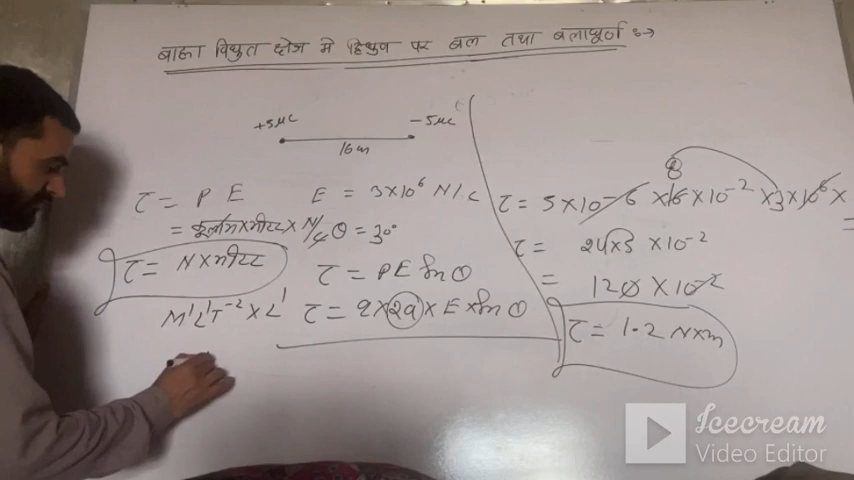 बाह्य विधुत क्षेत्र मे द्विध्रुव पर बल तथा बलाघूर्ण :→
+5μc −5μc
16cm
τ = P E
= कूलाम×मीटर×N/c
τ = N×मीटर
M¹L¹T⁻²×L¹
E = 3×10⁶ N/c
θ = 30°
τ = PE sinθ
τ = q×2a×E×sinθ
8
τ = 5×10⁻⁶×16×10⁻²×3×10⁶×
τ = 24×5 ×10⁻²
= 120 ×10⁻²
τ = 1.2 N×m
Icecream
Video Editor